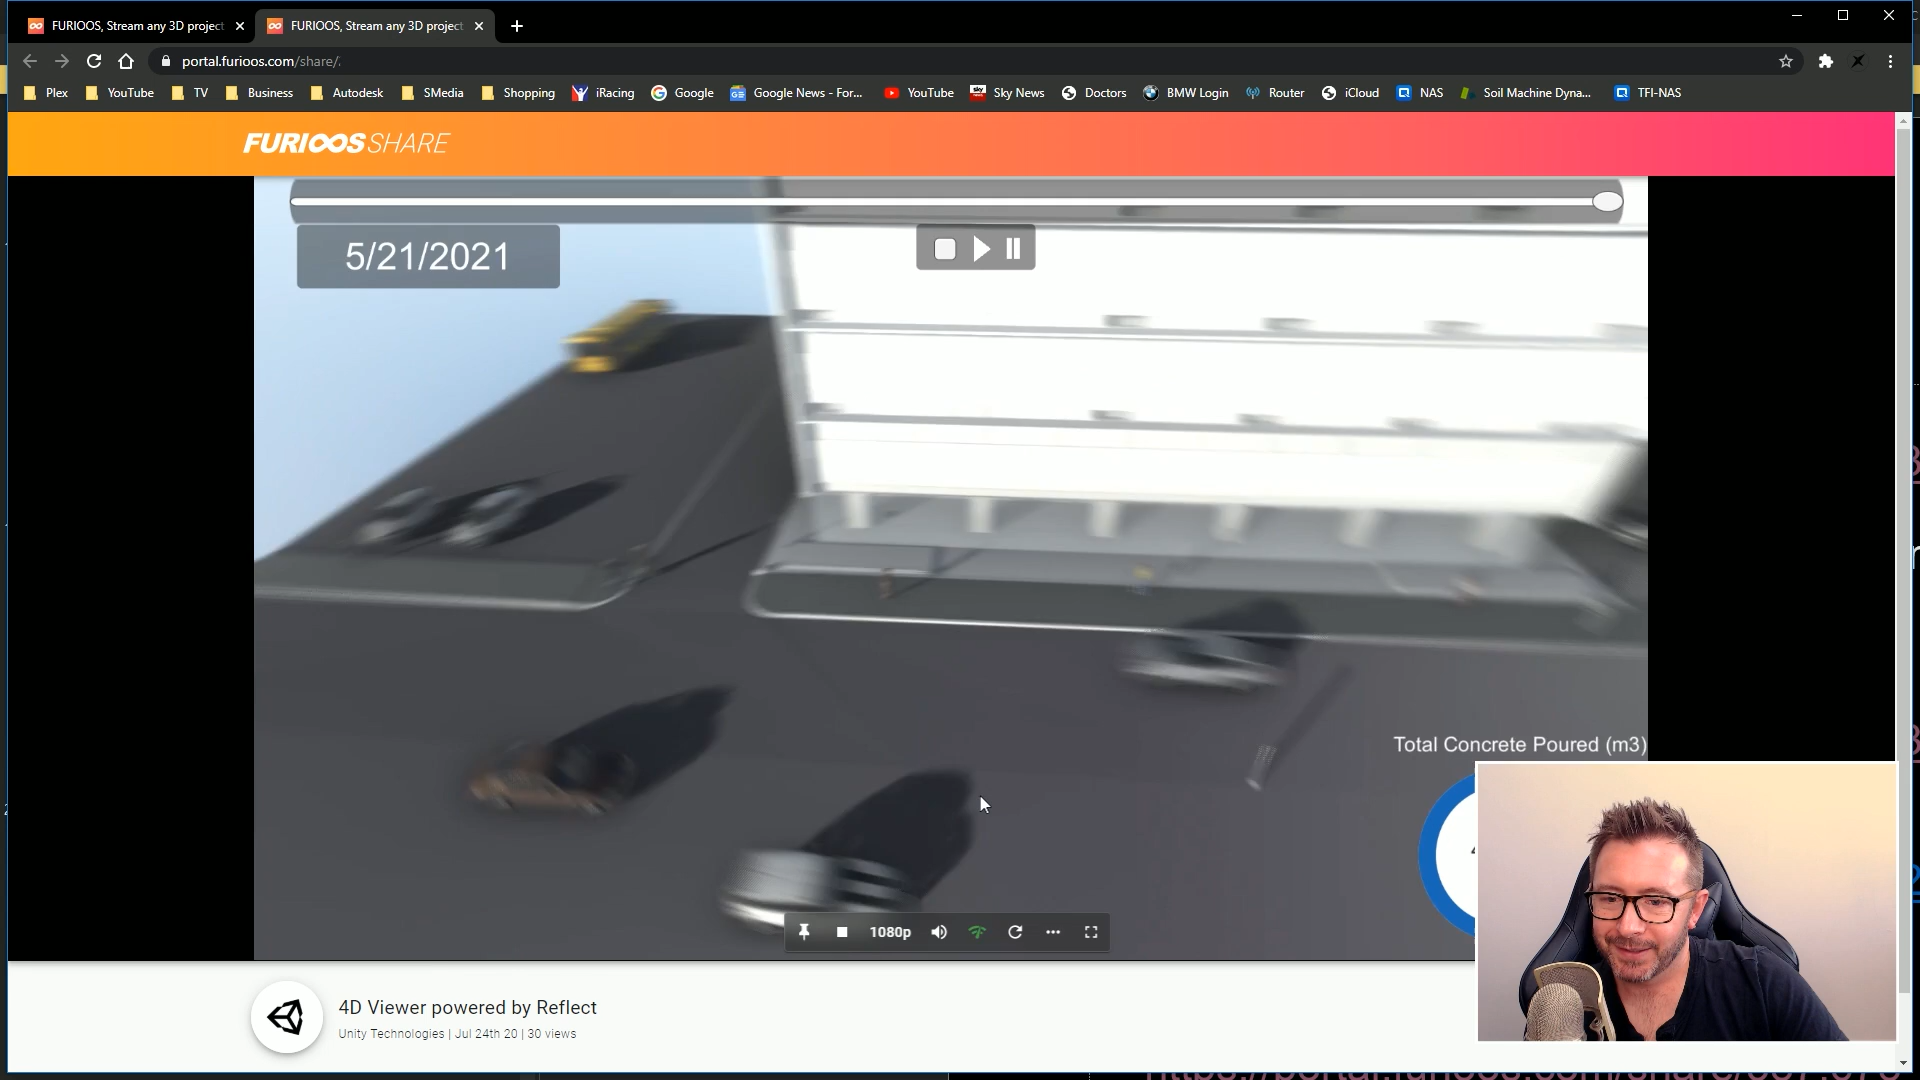 FURIOOS, Stream any 3D project
FURIOOS, Stream any 3D project
portal.furioos.com/share/.
Plex
YouTube
TV
Business
Autodesk
SMedia
Shopping
iRacing
Google
Google News - For...
YouTube
Sky News
Doctors
BMW Login
Router
iCloud
NAS
Soil Machine Dyna...
TFI-NAS
FURIOOS SHARE
5/21/2021
Total Concrete Poured (m3)
1080p
4D Viewer powered by Reflect
Unity Technologies | Jul 24th 20 | 30 views